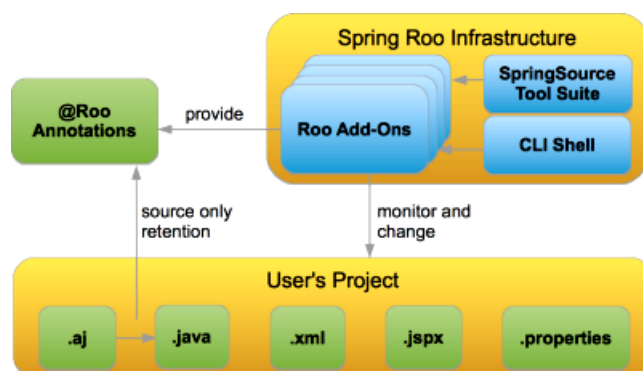 Spring Roo Infrastructure
@Roo
Annotations
provide
Roo Add-Ons
SpringSource
Tool Suite
CLI Shell
source only
retention
monitor and
change
User's Project
.aj
.java
.xml
.jspx
.properties